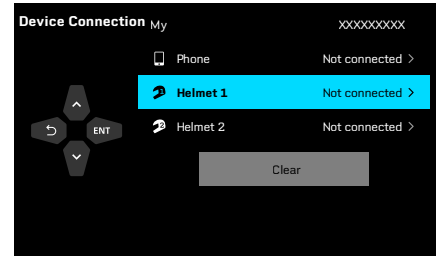 Device Connection My XXXXXXXXX
Phone Not connected >
Helmet 1 Not connected >
ENT Helmet 2 Not connected >
Clear